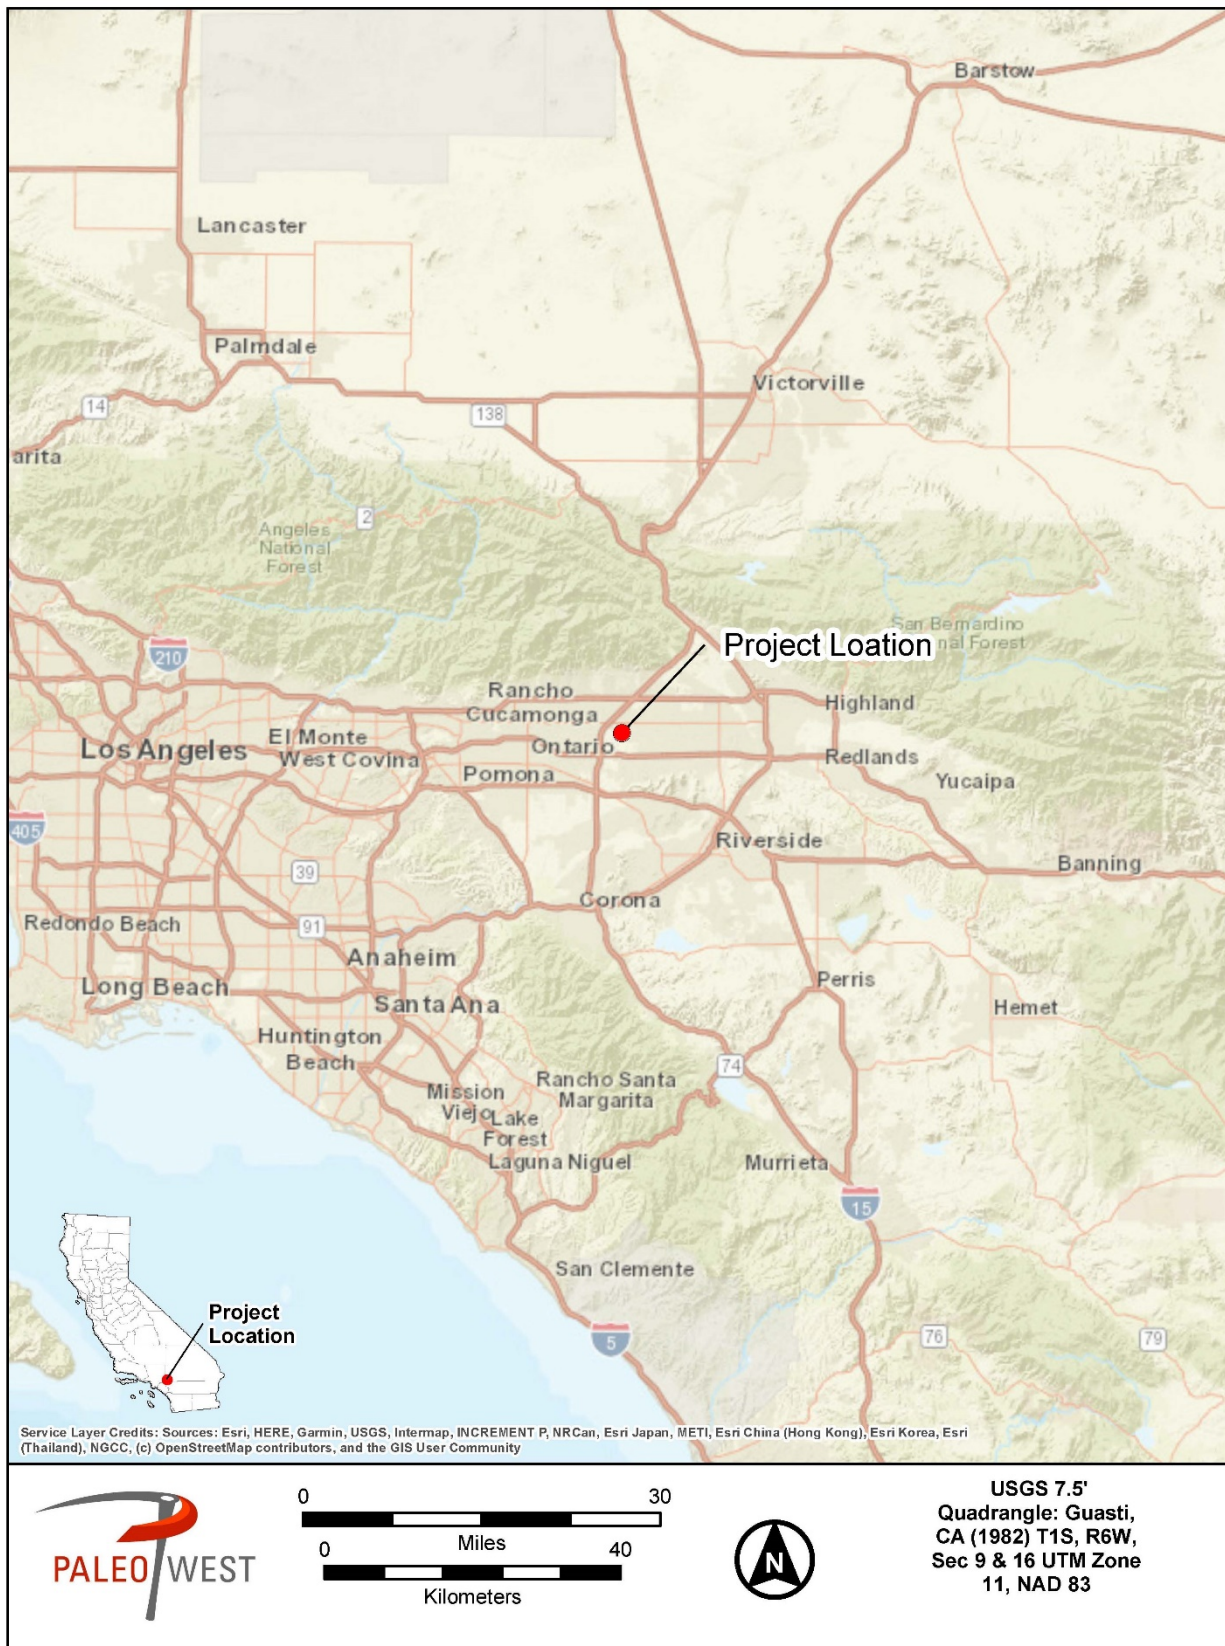 Barstow
Lancaster
Palmdale
Victorville
14
138
arita
2
Angeles
National
Forest
San Bernardino
nal Forest
Project Loation
210
Rancho
Cucamonga
Highland
El Monte
Los Angeles
West Covina
Ontario
Pomona
Redlands
Yucaipa
405
Riverside
39
Banning
Corona
Redondo Beach
91
Anaheim
Long Beach
Perris
Santa Ana
Hemet
Huntington
Beach
74
Mission
Viejo
Rancho Santa
Margarita
Lake
Forest
Laguna Niguel
Murrieta
15
San Clemente
Project
Location
5
76
79
Service Layer Credits: Sources: Esri, HERE, Garmin, USGS, Intermap, INCREMENT P, NRCan, Esri Japan, METI, Esri China (Hong Kong), Esri Korea, Esri
(Thailand), NGCC, (c) OpenStreetMap contributors, and the GIS User Community
PALEO WEST
0 30
Miles
0 40
Kilometers
N
USGS 7.5'
Quadrangle: Guasti,
CA (1982) T1S, R6W,
Sec 9 & 16 UTM Zone
11, NAD 83